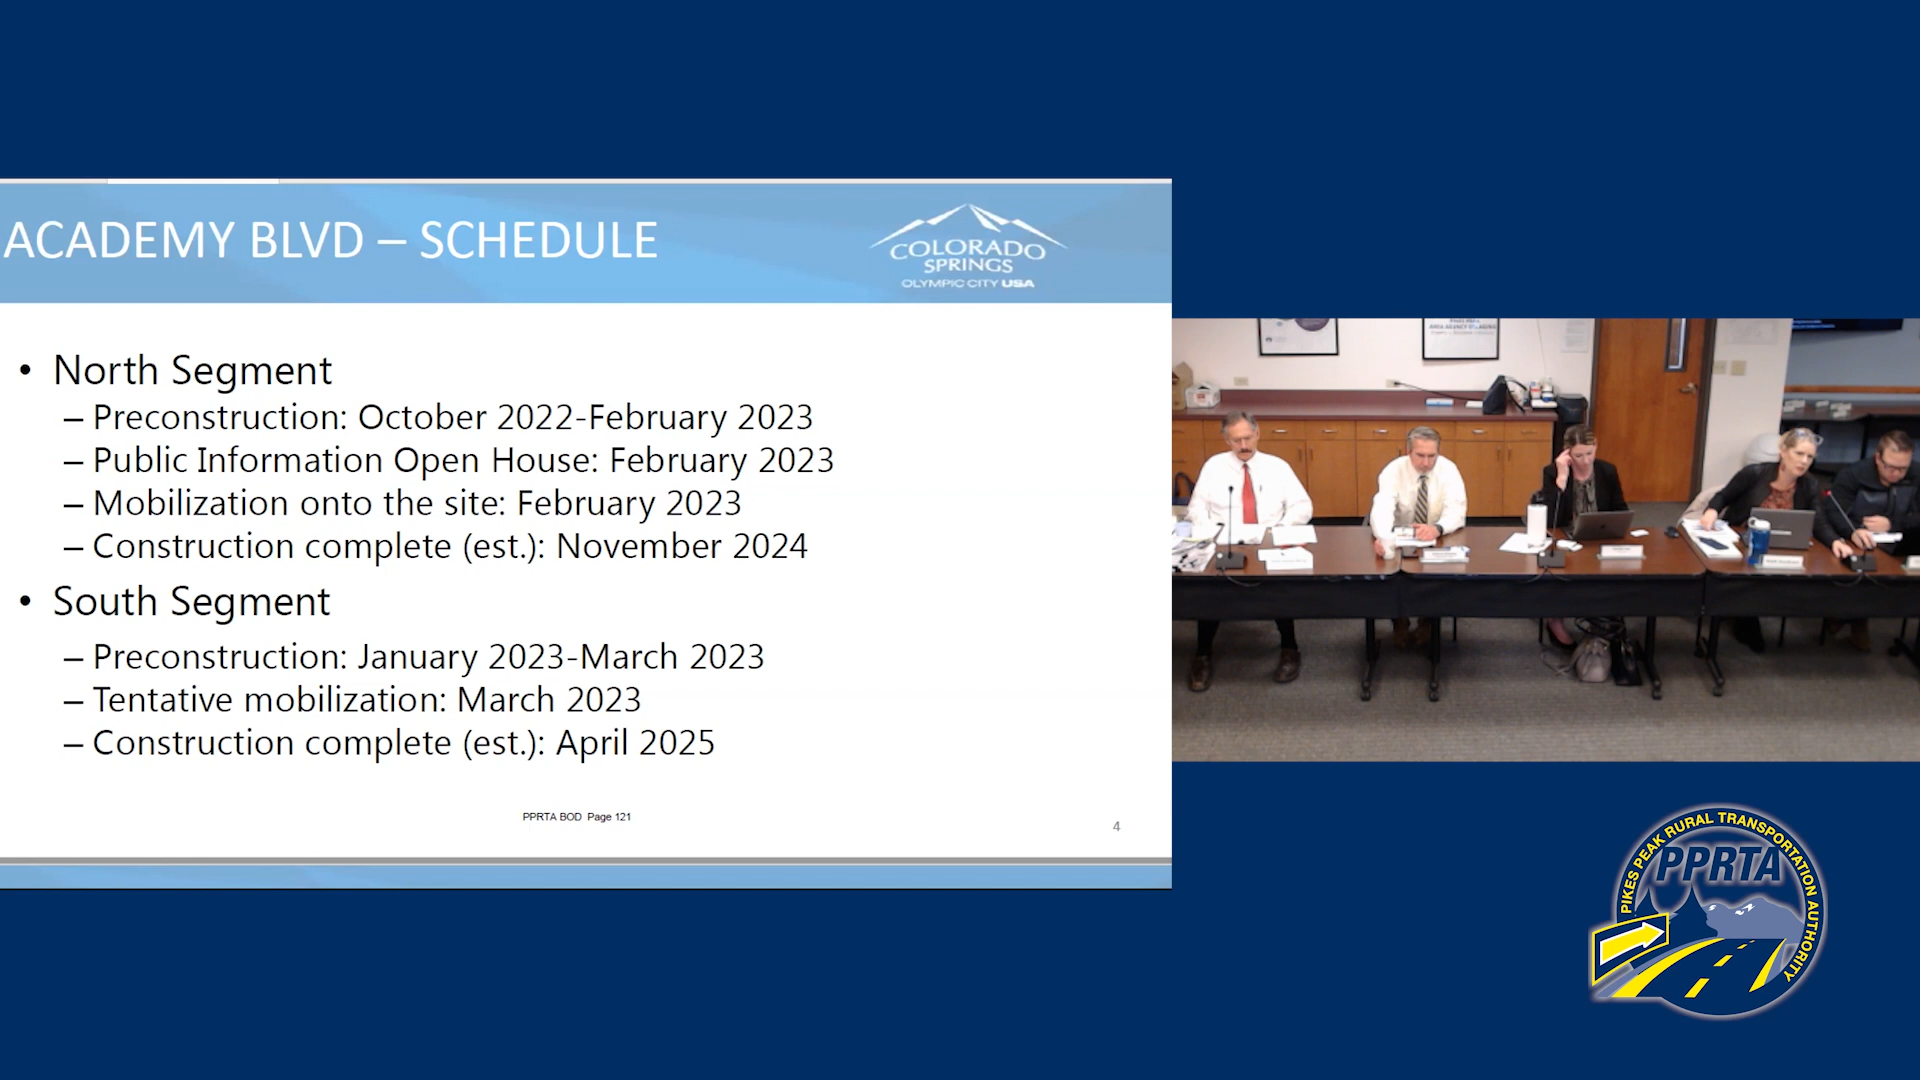 ACADEMY BLVD – SCHEDULE
COLORADO
SPRINGS
OLYMPIC CITY USA
• North Segment
– Preconstruction: October 2022-February 2023
– Public Information Open House: February 2023
– Mobilization onto the site: February 2023
– Construction complete (est.): November 2024
• South Segment
– Preconstruction: January 2023-March 2023
– Tentative mobilization: March 2023
– Construction complete (est.): April 2025
PPRTA BOD Page 121
4
PIKES PEAK RURAL TRANSPORTATION AUTHORITY
PPRTA